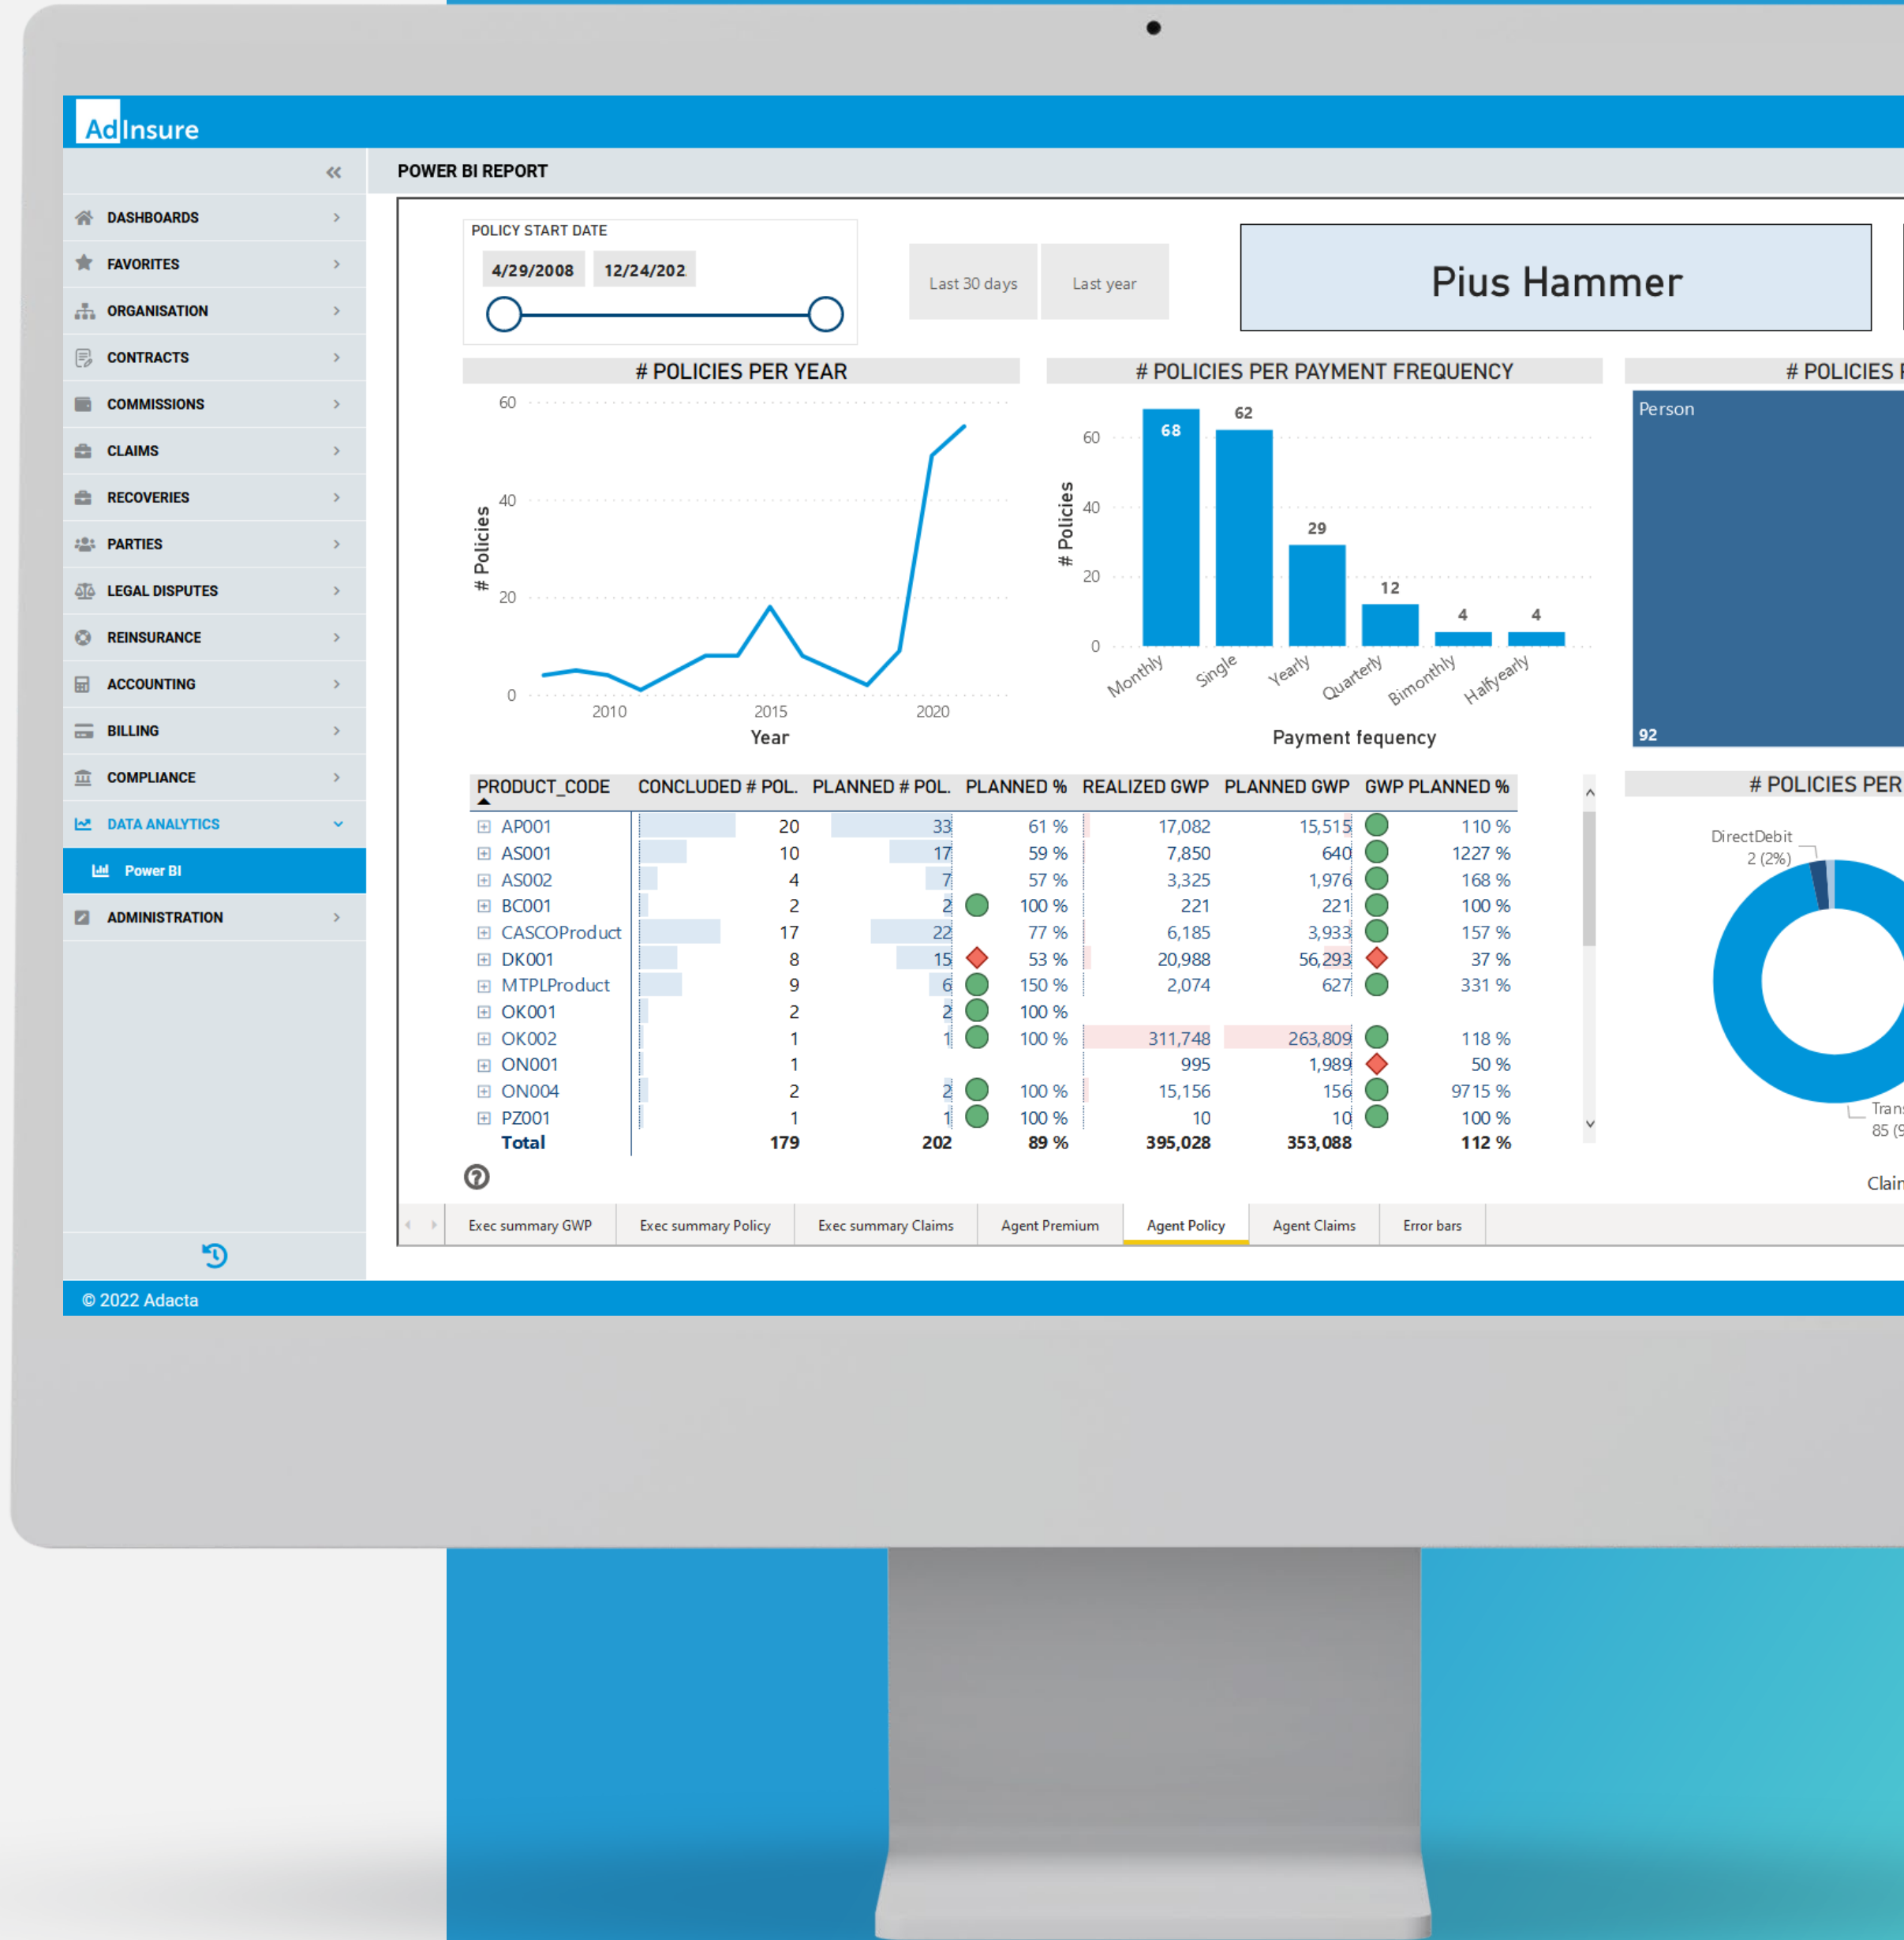 AdInsure
POWER BI REPORT
DASHBOARDS
FAVORITES
ORGANISATION
CONTRACTS
COMMISSIONS
CLAIMS
RECOVERIES
PARTIES
LEGAL DISPUTES
REINSURANCE
ACCOUNTING
BILLING
COMPLIANCE
DATA ANALYTICS
Power BI
ADMINISTRATION
POLICY START DATE
4/29/2008 12/24/202
Last 30 days Last year
Pius Hammer
# POLICIES PER YEAR
60
40
20
0
# Policies
2010 2015 2020
Year
# POLICIES PER PAYMENT FREQUENCY
60
40
20
0
# Policies
68 62 29 12 4 4
Monthly Single Yearly Quarterly Bimonthly Halfyearly
Payment fequency
# POLICIES
Person
92
PRODUCT_CODE CONCLUDED # POL. PLANNED # POL. PLANNED % REALIZED GWP PLANNED GWP GWP PLANNED %
AP001 20 33 61 % 17,082 15,515 110 %
AS001 10 17 59 % 7,850 640 1227 %
AS002 4 7 57 % 3,325 1,976 168 %
BC001 2 2 100 % 221 221 100 %
CASCOProduct 17 22 77 % 6,185 3,933 157 %
DK001 8 15 53 % 20,988 56,293 37 %
MTPLProduct 9 6 150 % 2,074 627 331 %
OK001 2 2 100 %
OK002 1 1 100 % 311,748 263,809 118 %
ON001 1 995 1,989 50 %
ON004 2 2 100 % 15,156 156 9715 %
PZ001 1 1 100 % 10 10 100 %
Total 179 202 89 % 395,028 353,088 112 %
# POLICIES PER
DirectDebit
2 (2%)
Tran
85 (9
Clain
Exec summary GWP Exec summary Policy Exec summary Claims Agent Premium Agent Policy Agent Claims Error bars
© 2022 Adacta